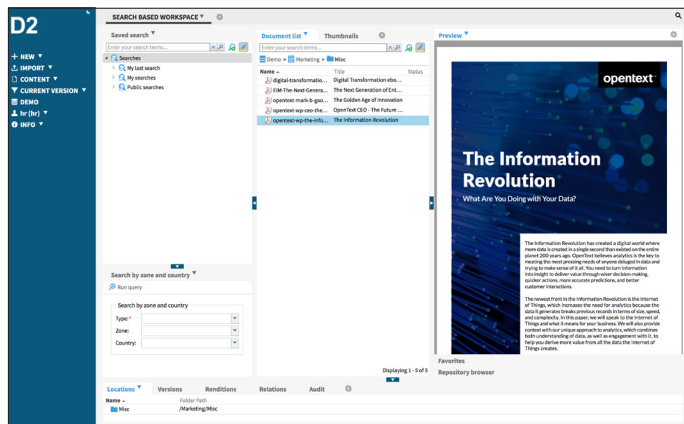 D2
+ NEW
IMPORT
CONTENT
CURRENT VERSION
DEMO
hr (hr)
INFO
SEARCH BASED WORKSPACE
Saved search
Enter your search terms...
Searches
My last search
My searches
Public searches
Search by zone and country
Run query
Search by zone and country
Type:*
Zone:
Country:
Document list Thumbnails
Enter your search terms...
Demo > Marketing > Misc
Name Title Status
digital-transformatio... Digital Transformation ebo...
EIM-The-Next-Genera... The Next Generation of Ent...
opentext-mark-b-gao... The Golden Age of Innovation
opentext-wp-ceo-the... OpenText CEO - The Future ...
opentext-wp-the-info... The Information Revolution
Displaying 1 - 5 of 5
Preview
opentext
The Information
Revolution
What Are You Doing with Your Data?
The Information Revolution has created a digital world where
more data is created in a single second than existed on the entire
planet 200 years ago. OpenText believes analytics is the key to
meeting the most pressing needs of anyone deluged in data and
trying to make sense of it all. You need to turn information
into insight to deliver value through wiser decision-making,
quicker actions, more accurate predictions, and better
customer interactions.
The newest front in the Information Revolution is the Internet
of Things, which increases the need for analytics because the
data it generates breaks previous records in terms of size, speed,
and complexity. In this paper, we will speak to the Internet of
Things and what it means for your business. We will also provide
context with our unique approach to analytics, which combines
both understanding of data, as well as engagement with it, to
help you derive more value from all the data the Internet of
Things creates.
Favorites
Repository browser
Locations Versions Renditions Relations Audit
Name Folder Path
Misc /Marketing/Misc